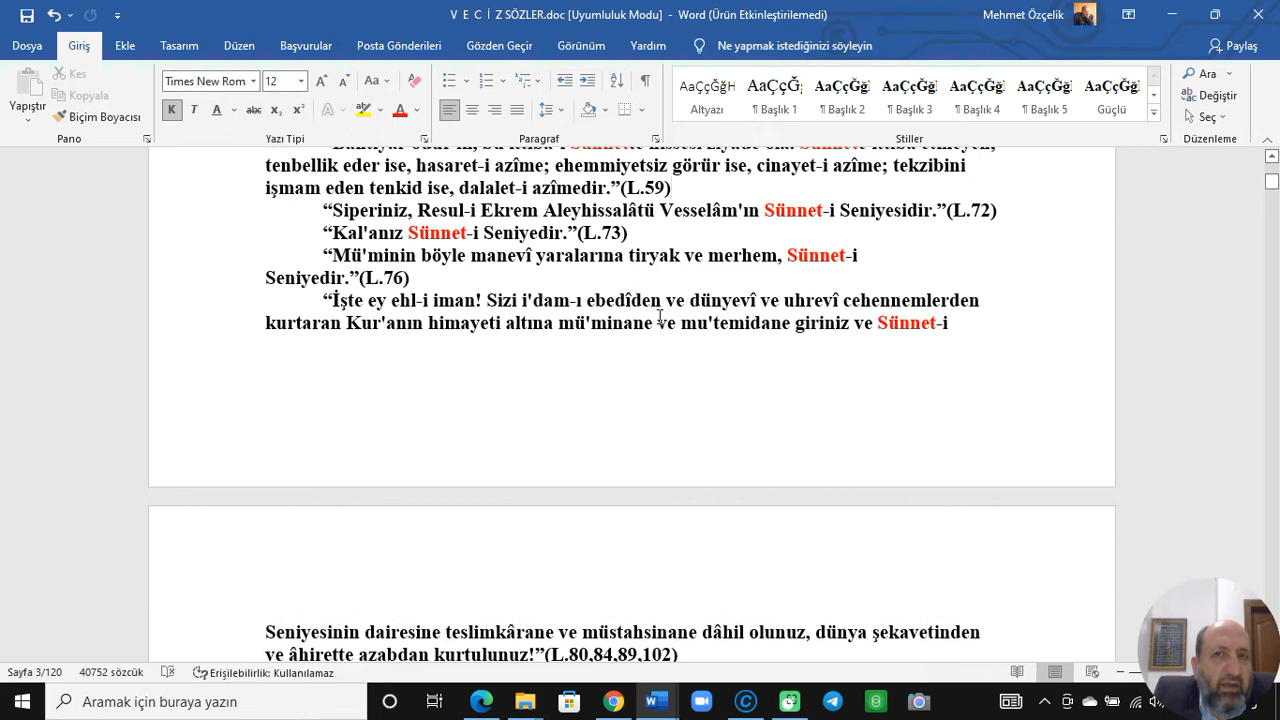 V E C İ Z SÖZLER.doc [Uyumluluk Modu] - Word (Ürün Etkinleştirilemedi)
Mehmet Özçelik
Dosya Giriş Ekle Tasarım Düzen Başvurular Posta Gönderileri Gözden Geçir Görünüm Yardım Ne yapmak istediğinizi söyleyin Paylaş
Yapıştır
Kes
Kopyala
Biçim Boyacısı
Times New Rom 12
Aa
K T A abc x₂ x² A A
AaÇçĞğH AaÇçĞ AaÇçĞğ AaÇçĞğ AaÇçĞğ AaÇçĞğ AaÇçĞğH
Altyazı ¶ Başlık 1 ¶ Başlık 2 ¶ Başlık 3 ¶ Başlık 4 ¶ Başlık 5 Güçlü
Ara
Değiştir
Seç
Pano Yazı Tipi Paragraf Stiller Düzenleme
tenbellik eder ise, hasaret-i azîme; ehemmiyetsiz görür ise, cinayet-i azîme; tekzibini
işmam eden tenkid ise, dalalet-i azîmedir.”(L.59)
“Siperiniz, Resul-i Ekrem Aleyhissalâtü Vesselâm'ın Sünnet-i Seniyesidir.”(L.72)
“Kal'anız Sünnet-i Seniyedir.”(L.73)
“Mü'minin böyle manevî yaralarına tiryak ve merhem, Sünnet-i
Seniyedir.”(L.76)
“İşte ey ehl-i iman! Sizi i'dam-ı ebedîden ve dünyevî ve uhrevî cehennemlerden
kurtaran Kur'anın himayeti altına mü'minane ve mu'temidane giriniz ve Sünnet-i
Seniyesinin dairesine teslimkârane ve müstahsinane dâhil olunuz, dünya şekavetinden
ve âhirette azabdan kurtulunuz!”(L.80,84,89,102)
Sayfa 3/120 40752 sözcük Erişilebilirlik: Kullanılamaz
Aramak için buraya yazın